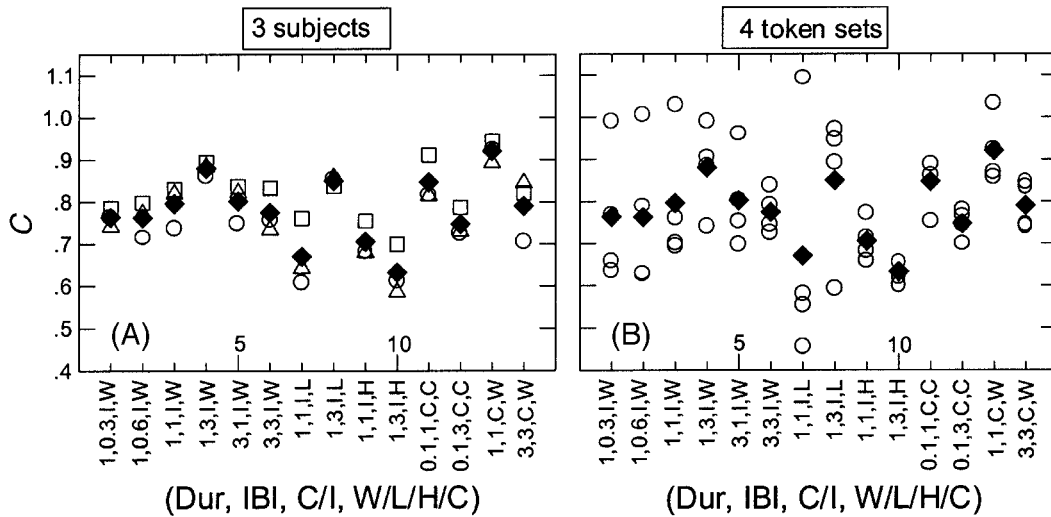 3 subjects
4 token sets
C
1.1
1.0
.9
.8
.7
.6
.5
.4
(A)
5
10
(B)
5
10
1,0.3,I,W
1,0.6,I,W
1,1,I,W
1,3,I,W
3,1,I,W
3,3,I,W
1,1,I,L
1,3,I,L
1,1,I,H
1,3,I,H
0.1,1,C,C
0.1,3,C,C
1,1,C,W
3,3,C,W
1,0.3,I,W
1,0.6,I,W
1,1,I,W
1,3,I,W
3,1,I,W
3,3,I,W
1,1,I,L
1,3,I,L
1,1,I,H
1,3,I,H
0.1,1,C,C
0.1,3,C,C
1,1,C,W
3,3,C,W
(Dur, IBI, C/I, W/L/H/C)
(Dur, IBI, C/I, W/L/H/C)